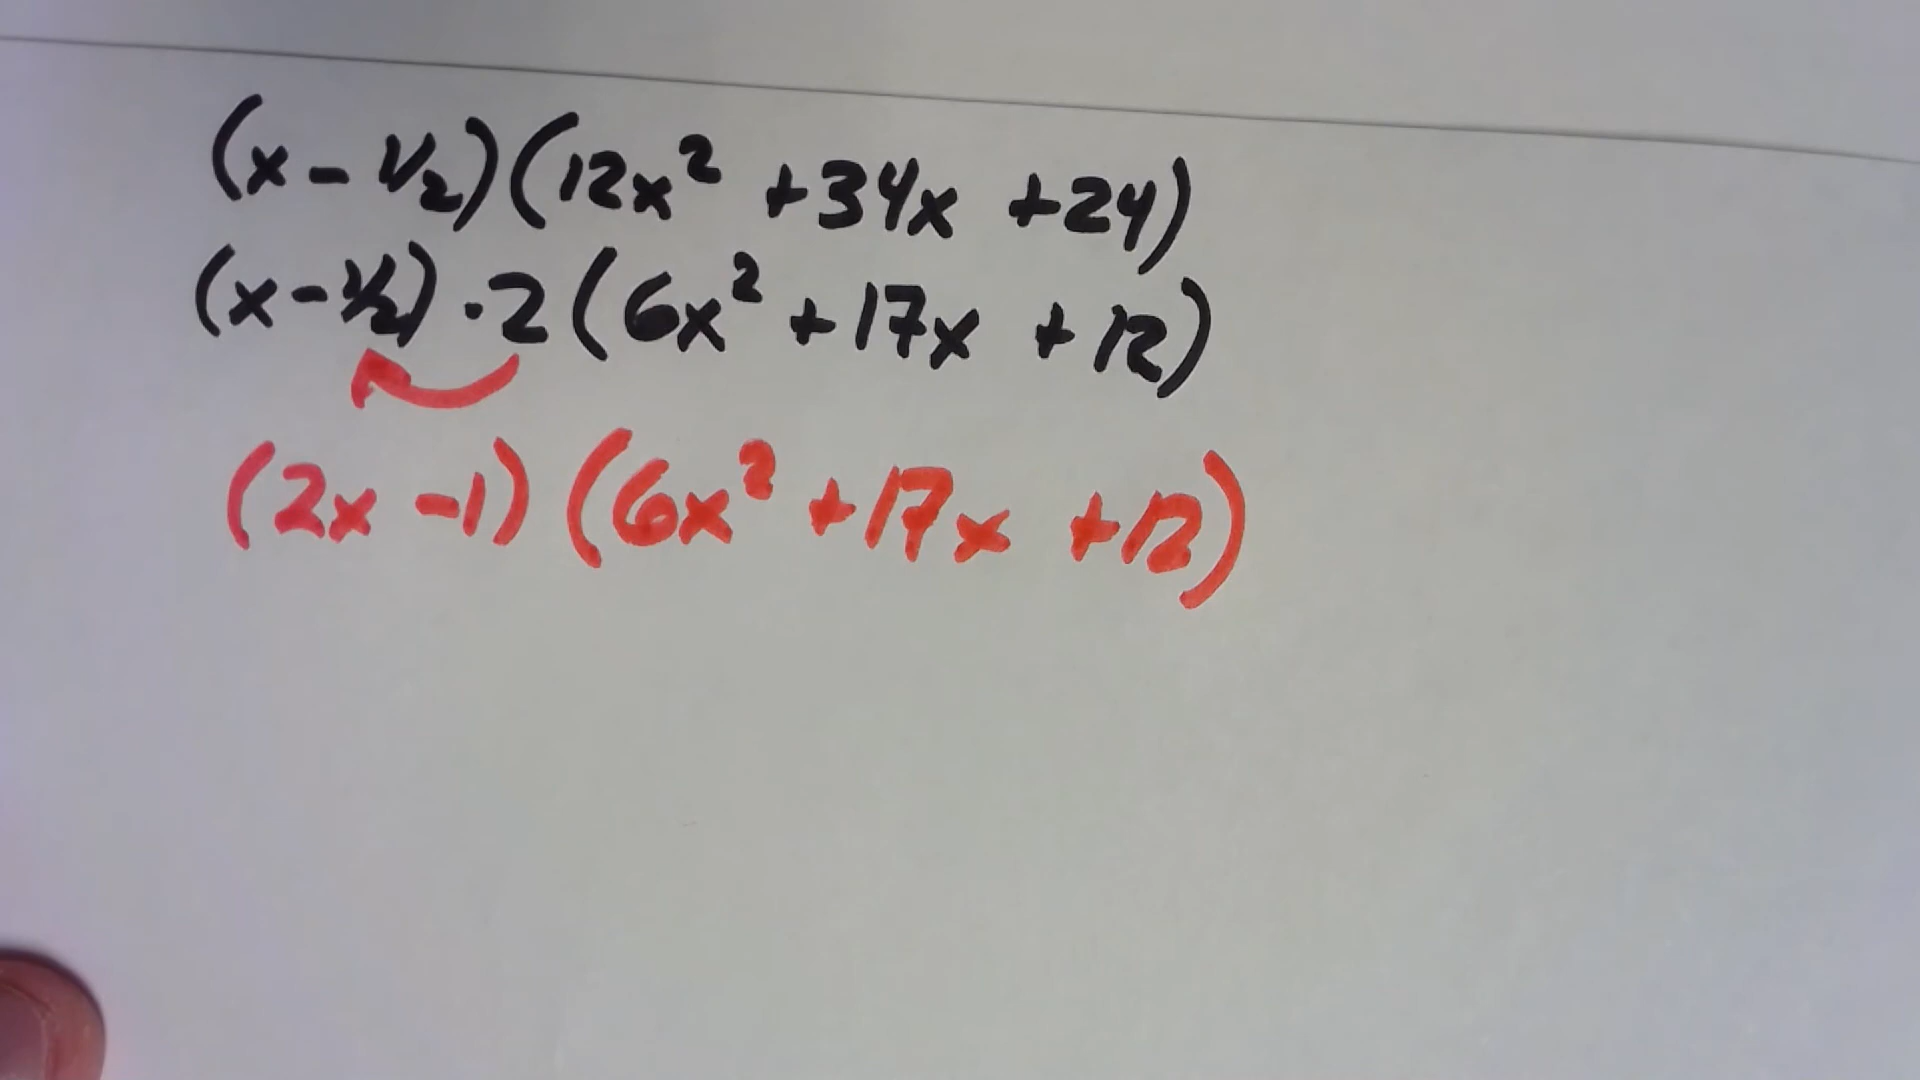 (x - 1/2)(12x² + 34x + 24)
(x - 1/2) · 2(6x² + 17x + 12)
(2x - 1)(6x² + 17x + 12)